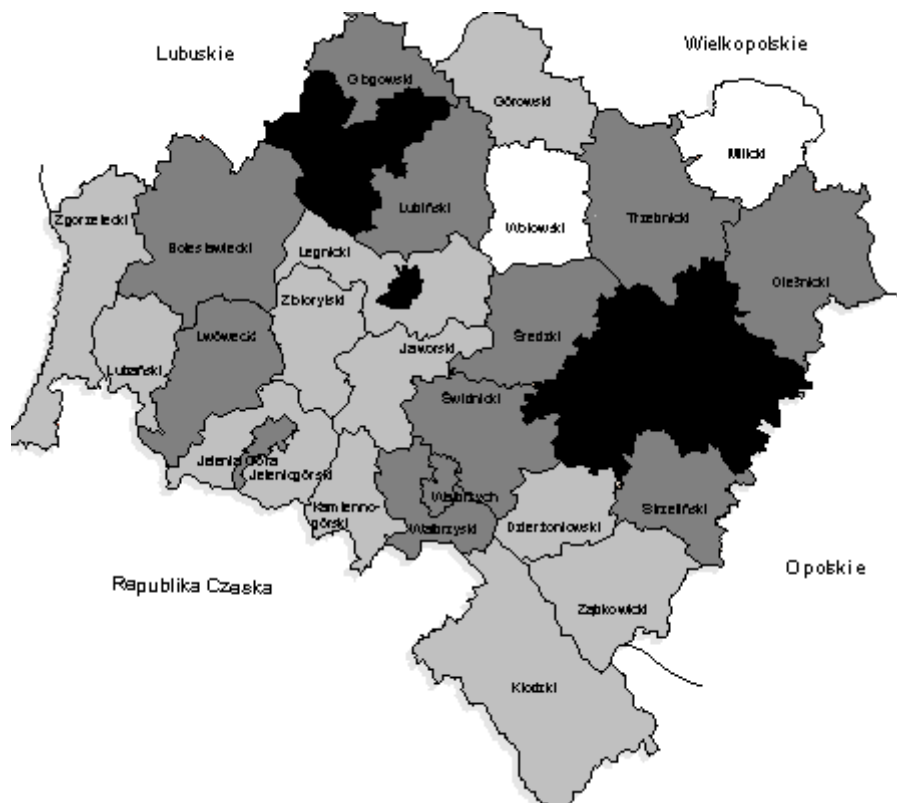 Lubuskie
Wielkopolskie
Głogowski
Górowski
Milicki
Zgorzelecki
Lubiński
Trzebnicki
Wołowski
Bolesławiecki
Legnicki
Oleśnicki
Złotoryjski
Średzki
Lwówecki
Jaworski
Lubański
Świdnicki
Jelenia Góra
Jeleniogórski
Wałbrzych
Kamienno-
górski
Strzeliński
Wałbrzyski
Dzierżoniowski
Opolskie
Republika Czeska
Ząbkowicki
Kłodzki